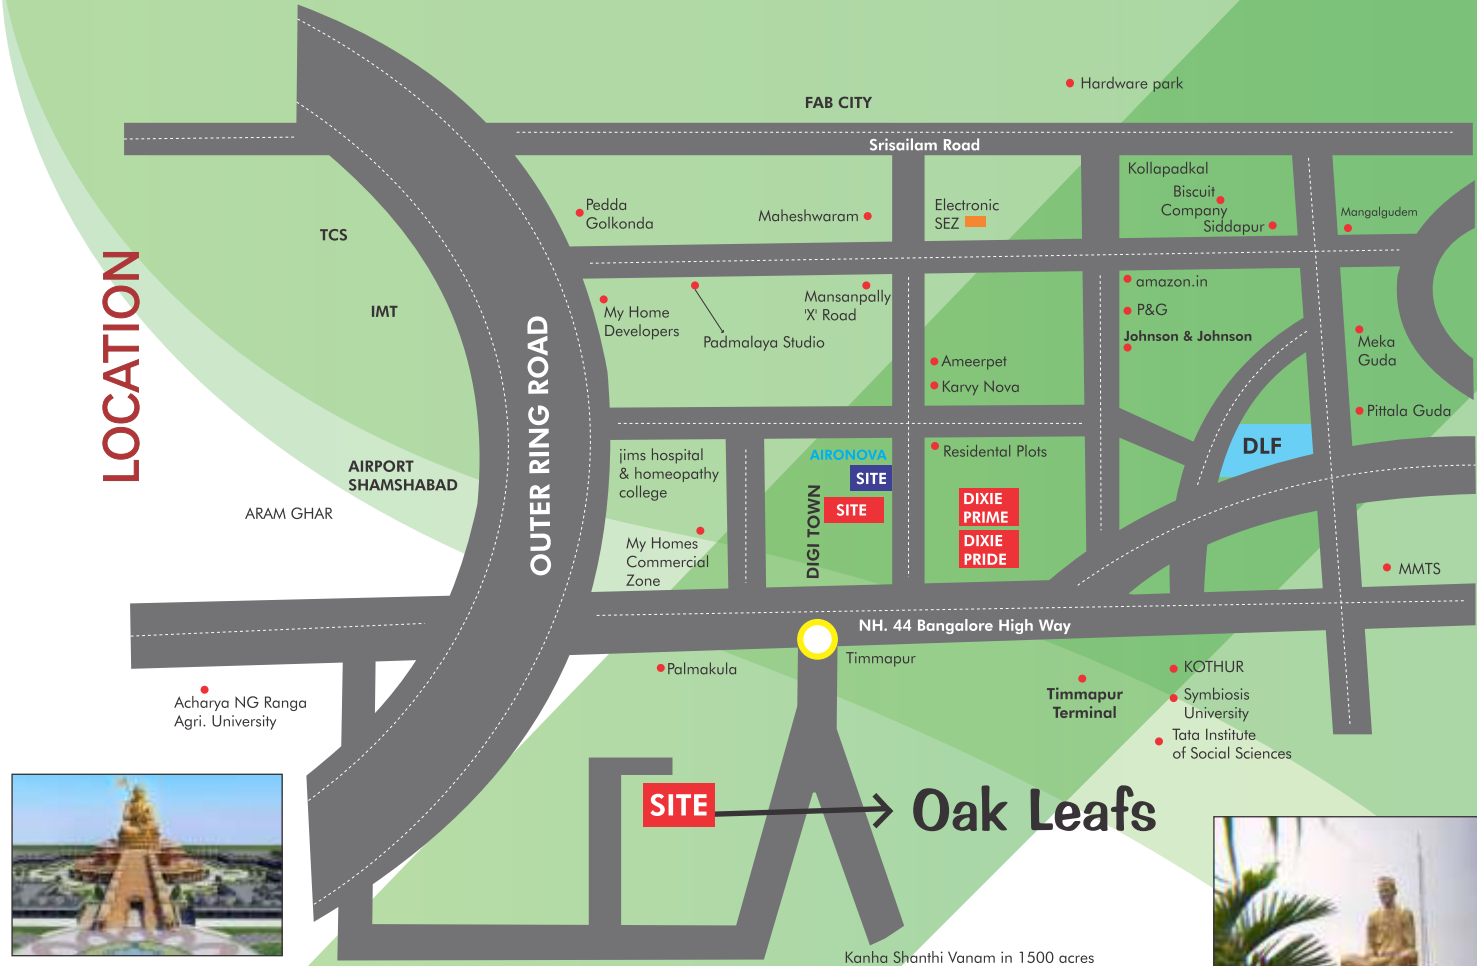 Hardware park
FAB CITY
Srisailam Road
Kollapadkal
Biscuit
Company
Siddapur
Mangalgudem
Pedda
Golkonda
Maheshwaram
Electronic
SEZ
TCS
IMT
LOCATION
OUTER RING ROAD
My Home
Developers
Padmalaya Studio
Mansanpally
'X' Road
amazon.in
P&G
Johnson & Johnson
Meka
Guda
Ameerpet
Karvy Nova
Pittala Guda
DLF
AIRPORT
SHAMSHABAD
ARAM GHAR
jims hospital
& homeopathy
college
AIRONOVA
SITE
SITE
DIGI TOWN
Residental Plots
DIXIE
PRIME
DIXIE
PRIDE
My Homes
Commercial
Zone
MMTS
NH. 44 Bangalore High Way
Timmapur
Palmakula
Acharya NG Ranga
Agri. University
Timmapur
Terminal
KOTHUR
Symbiosis
University
Tata Institute
of Social Sciences
SITE
Oak Leafs
Kanha Shanthi Vanam in 1500 acres